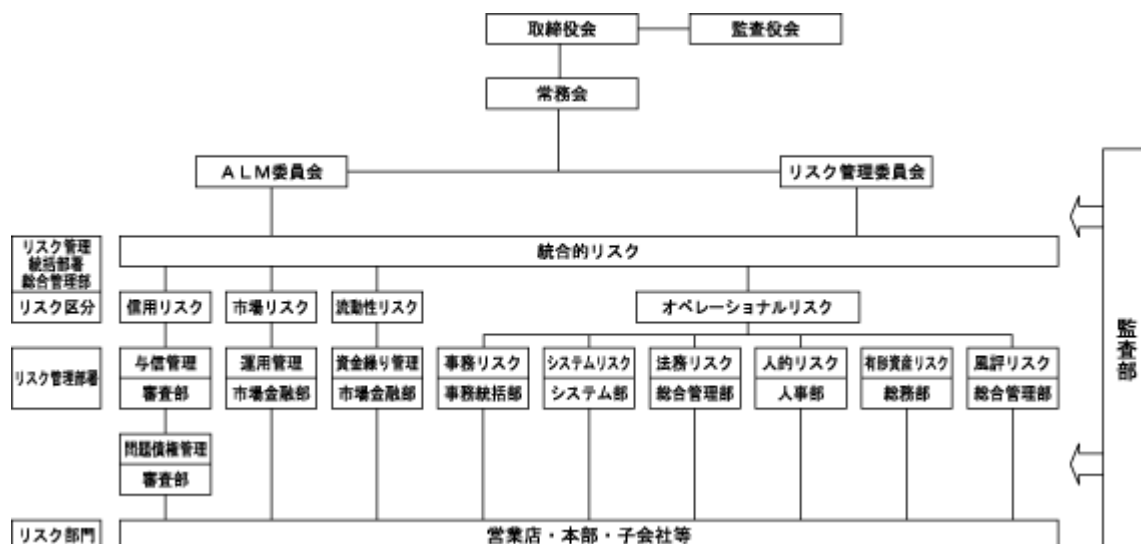 取締役会
監査役会
常務会
ALM委員会
リスク管理委員会
リスク管理
統括部署
総合管理部
統合的リスク
リスク区分
信用リスク
市場リスク
流動性リスク
オペレーショナルリスク
リスク管理部署
与信管理
審査部
運用管理
市場金融部
資金繰り管理
市場金融部
事務リスク
事務統括部
システムリスク
システム部
法務リスク
総合管理部
人的リスク
人事部
有形資産リスク
総務部
風評リスク
総合管理部
問題債権管理
審査部
リスク部門
営業店・本部・子会社等
監査部